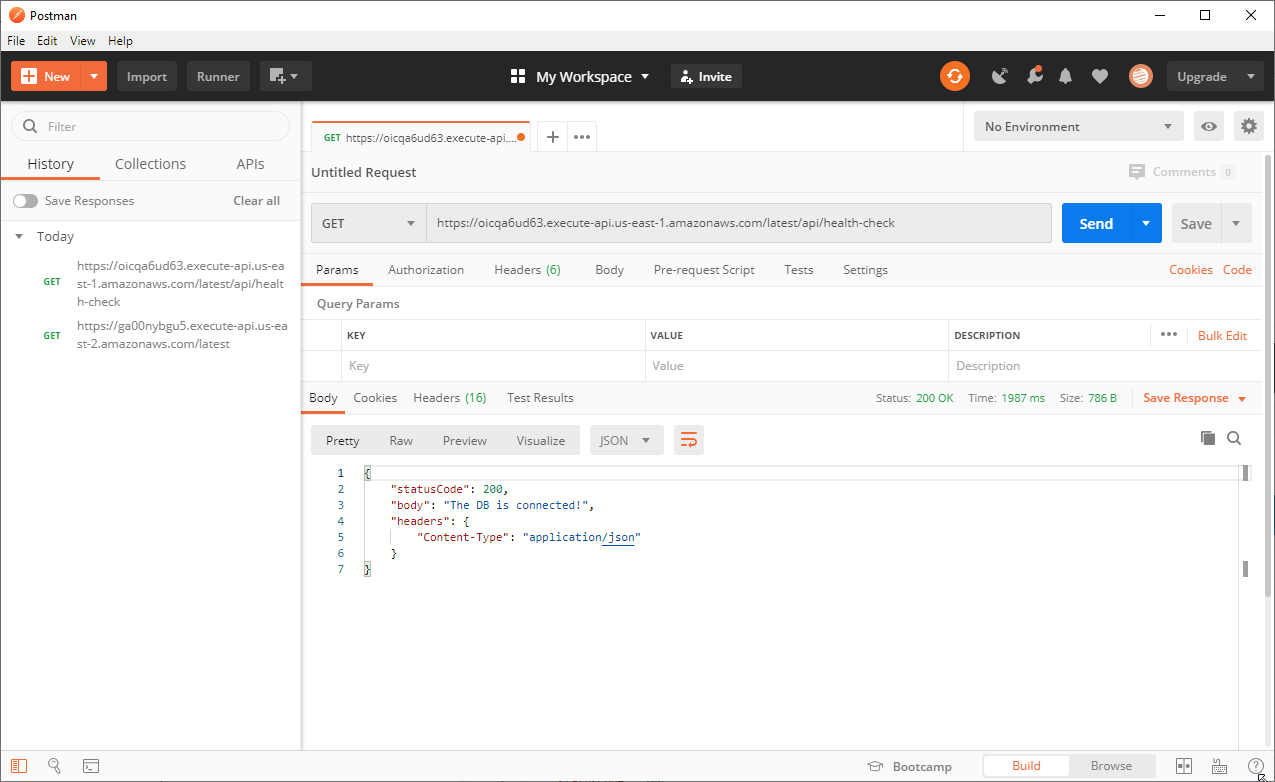 Postman
File Edit View Help
New Import Runner My Workspace Invite Upgrade
Filter
History Collections APIs
Save Responses Clear all
Today
GET https://oicqa6ud63.execute-api.us-ea
st-1.amazonaws.com/latest/api/healt
h-check
GET https://ga00nybgu5.execute-api.us-ea
st-2.amazonaws.com/latest
GET https://oicqa6ud63.execute-api.... No Environment
Untitled Request Comments 0
GET https://oicqa6ud63.execute-api.us-east-1.amazonaws.com/latest/api/health-check Send Save
Params Authorization Headers (6) Body Pre-request Script Tests Settings Cookies Code
Query Params
KEY VALUE DESCRIPTION Bulk Edit
Key Value Description
Body Cookies Headers (16) Test Results Status: 200 OK Time: 1987 ms Size: 786 B Save Response
Pretty Raw Preview Visualize JSON
1 {
2 "statusCode": 200,
3 "body": "The DB is connected!",
4 "headers": {
5 "Content-Type": "application/json"
6 }
7 }
Bootcamp Build Browse